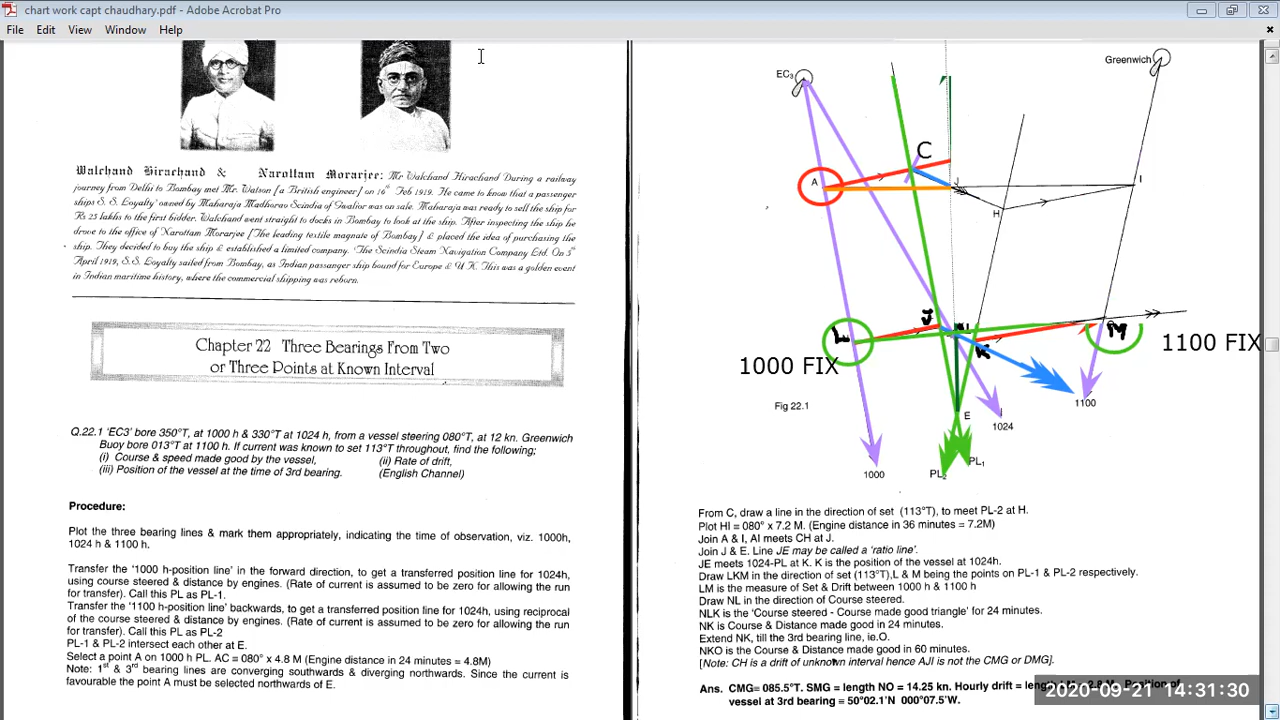 chart work capt chaudhary.pdf - Adobe Acrobat Pro
File Edit View Window Help
Walchand Hirachand & Narottam Morarjee: Mr Walchand Hirachand During a railway
journey from Delhi to Bombay met Mr. Watson [a British engineer] on 10th Feb 1919. He came to know that a passenger
ships S. S. Loyalty' owned by Maharaja Madhorao Scindia of Gwalior was on sale. Maharaja was ready to sell the ship for
Rs 25 lakhs to the first bidder. Walchand went straight to docks in Bombay to look at the ship. After inspecting the ship he
drove to the office of Narottam Morarjee [The leading textile magnate of Bombay] & placed the idea of purchasing the
ship. They decided to buy the ship & established a limited company. 'The Scindia Steam Navigation Company Ltd. On 5th
April 1919, S.S. Loyalty sailed from Bombay, as Indian passenger ship bound for Europe & U K. This was a golden event
in Indian maritime history, where the commercial shipping was reborn.
Chapter 22 Three Bearings From Two
or Three Points at Known Interval
Q.22.1 'EC3' bore 350°T, at 1000 h & 330°T at 1024 h, from a vessel steering 080°T, at 12 kn. Greenwich
Buoy bore 013°T at 1100 h. If current was known to set 113°T throughout, find the following;
(i) Course & speed made good by the vessel, (ii) Rate of drift,
(iii) Position of the vessel at the time of 3rd bearing. (English Channel)
Procedure:
Plot the three bearing lines & mark them appropriately, indicating the time of observation, viz. 1000h,
1024 h & 1100 h.
Transfer the '1000 h-position line' in the forward direction, to get a transferred position line for 1024h,
using course steered & distance by engines. (Rate of current is assumed to be zero for allowing the run
for transfer). Call this PL as PL-1.
Transfer the '1100 h-position line' backwards, to get a transferred position line for 1024h, using reciprocal
of the course steered & distance by engines. (Rate of current is assumed to be zero for allowing the run
for transfer). Call this PL as PL-2
PL-1 & PL-2 intersect each other at E.
Select a point A on 1000 h PL. AC = 080° x 4.8 M (Engine distance in 24 minutes = 4.8M)
Note: 1st & 3rd bearing lines are converging southwards & diverging northwards. Since the current is
favourable the point A must be selected northwards of E.
EC3
Greenwich
C
A
J
I
H
L
K
M
1000 FIX
1100 FIX
Fig 22.1
E
1100
1024
PL1
1000
PL2
From C, draw a line in the direction of set (113°T), to meet PL-2 at H.
Plot HI = 080° x 7.2 M. (Engine distance in 36 minutes = 7.2M)
Join A & I, AI meets CH at J.
Join J & E. Line JE may be called a 'ratio line'.
JE meets 1024-PL at K. K is the position of the vessel at 1024h.
Draw LKM in the direction of set (113°T),L & M being the points on PL-1 & PL-2 respectively.
LM is the measure of Set & Drift between 1000 h & 1100 h
Draw NL in the direction of Course steered.
NLK is the 'Course steered - Course made good triangle' for 24 minutes.
NK is Course & Distance made good in 24 minutes.
Extend NK, till the 3rd bearing line, ie.O.
NKO is the Course & Distance made good in 60 minutes.
[Note: CH is a drift of unknown interval hence AJI is not the CMG or DMG].
Ans. CMG= 085.5°T. SMG = length NO = 14.25 kn. Hourly drift =
vessel at 3rd bearing = 50°02.1'N 000°07.5'W.
2020-09-21 14:31:30